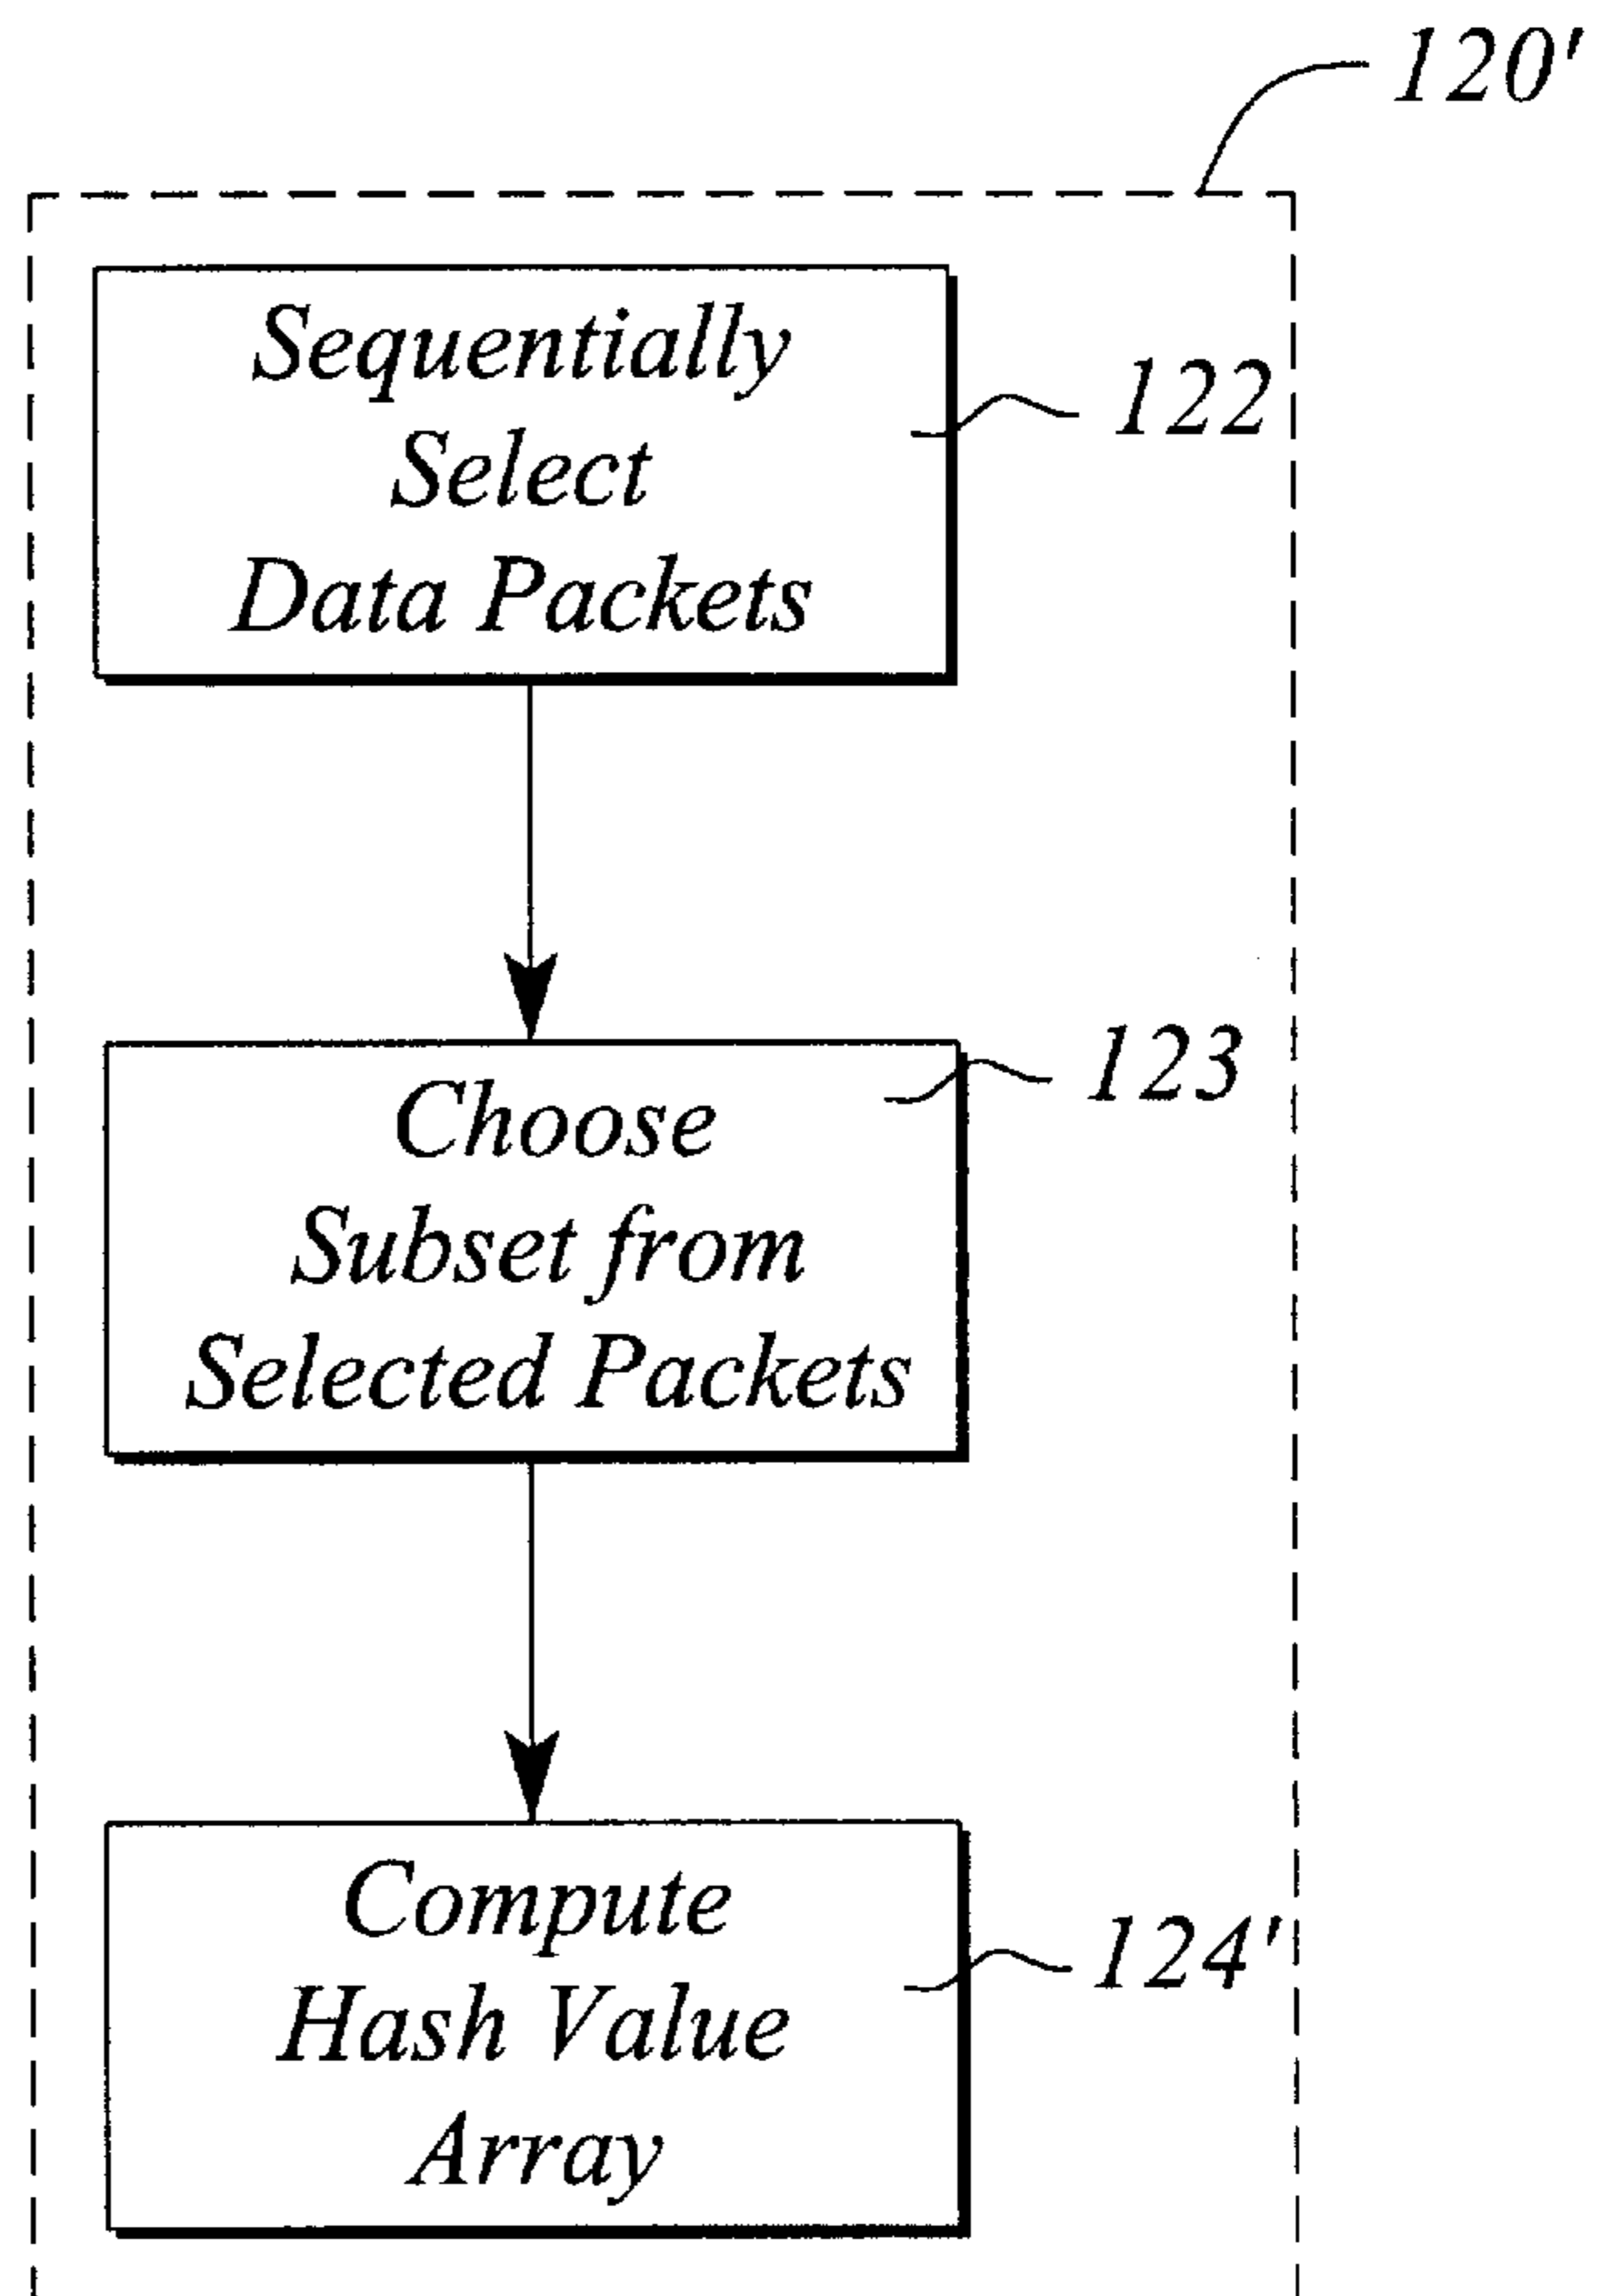 120'
Sequentially
Select
Data Packets
122
Choose
Subset from
Selected Packets
123
Compute
Hash Value
Array
124'